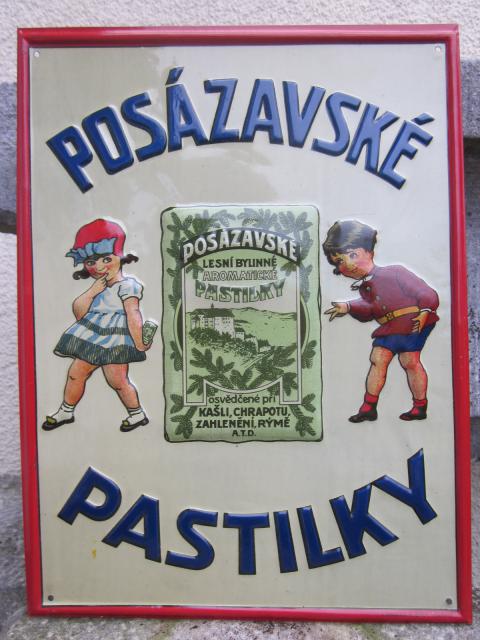 POSÁZAVSKÉ
POSÁZAVSKÉ
LESNÍ BYLINNÉ
AROMATICKÉ
PASTILKY
osvědčené při
KAŠLI, CHRAPOTU,
ZAHLENĚNÍ, RÝMĚ
A.T.D.
PASTILKY